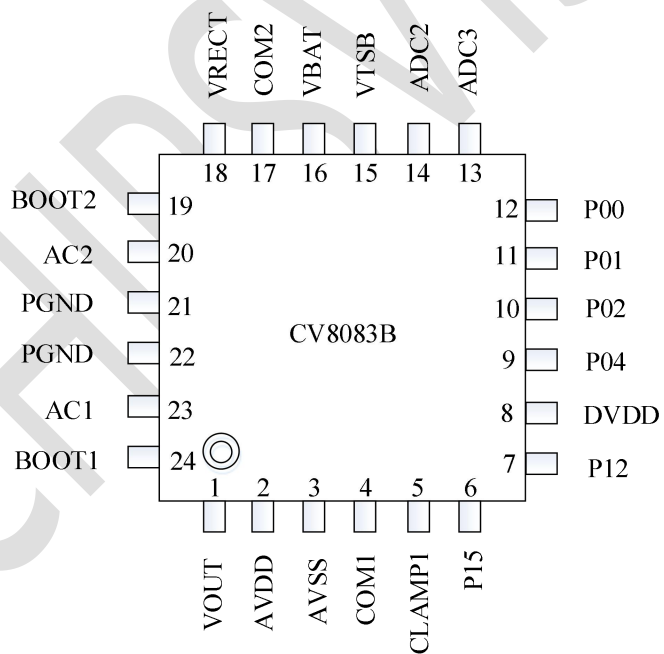 VRECT COM2 VBAT VTSB ADC2 ADC3
18 17 16 15 14 13
BOOT2 19
AC2 20
PGND 21
PGND 22
AC1 23
BOOT1 24
CV8083B
12 P00
11 P01
10 P02
9 P04
8 DVDD
7 P12
1 2 3 4 5 6
VOUT AVDD AVSS COM1 CLAMP1 P15